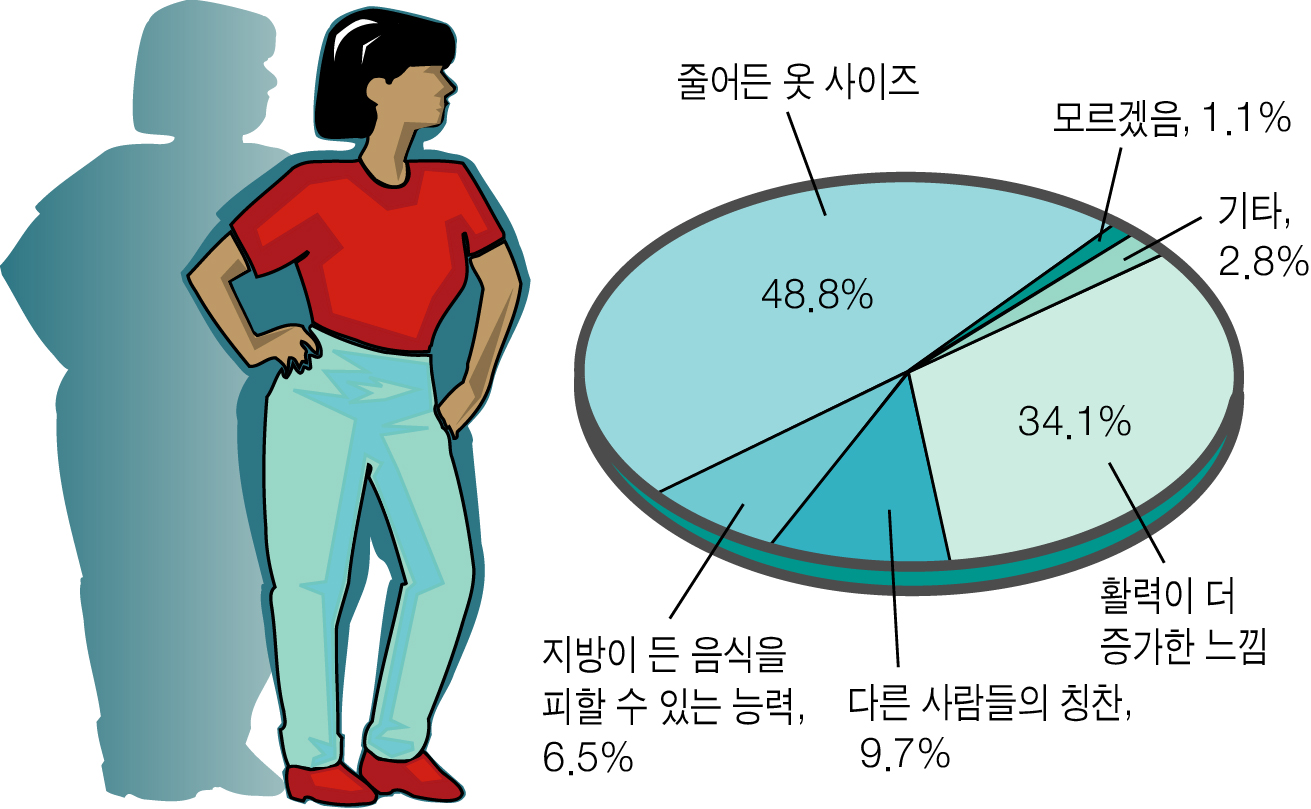 줄어든 옷 사이즈
모르겠음, 1.1%
기타,
2.8%
48.8%
34.1%
활력이 더
증가한 느낌
지방이 든 음식을
피할 수 있는 능력,
6.5%
다른 사람들의 칭찬,
9.7%